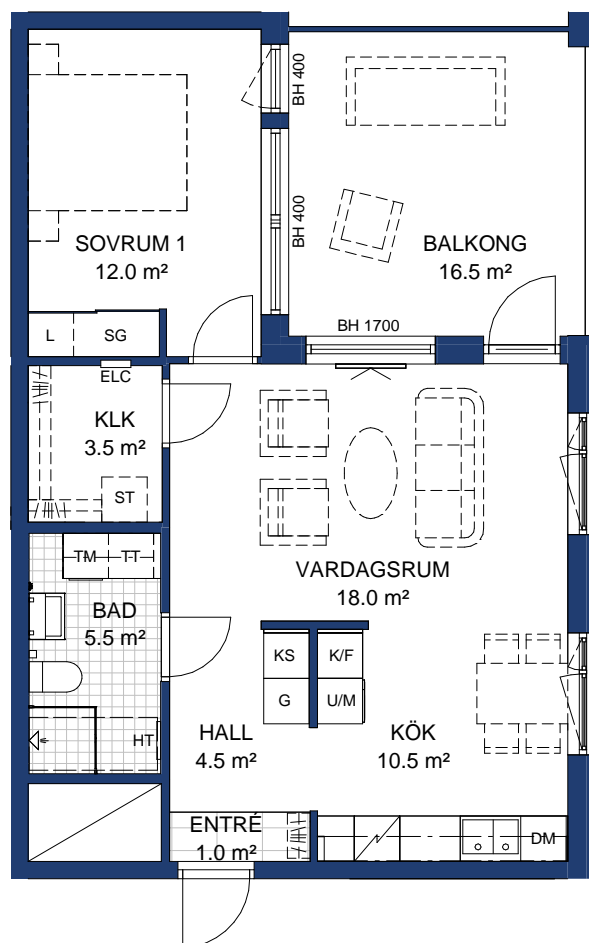 BH 400
SOVRUM 1
12.0 m²
BH 400
BALKONG
16.5 m²
L
SG
BH 1700
ELC
KLK
3.5 m²
ST
TM
TT
BAD
5.5 m²
VARDAGSRUM
18.0 m²
KS
K/F
G
U/M
HALL
4.5 m²
KÖK
10.5 m²
HT
ENTRÉ
1.0 m²
DM